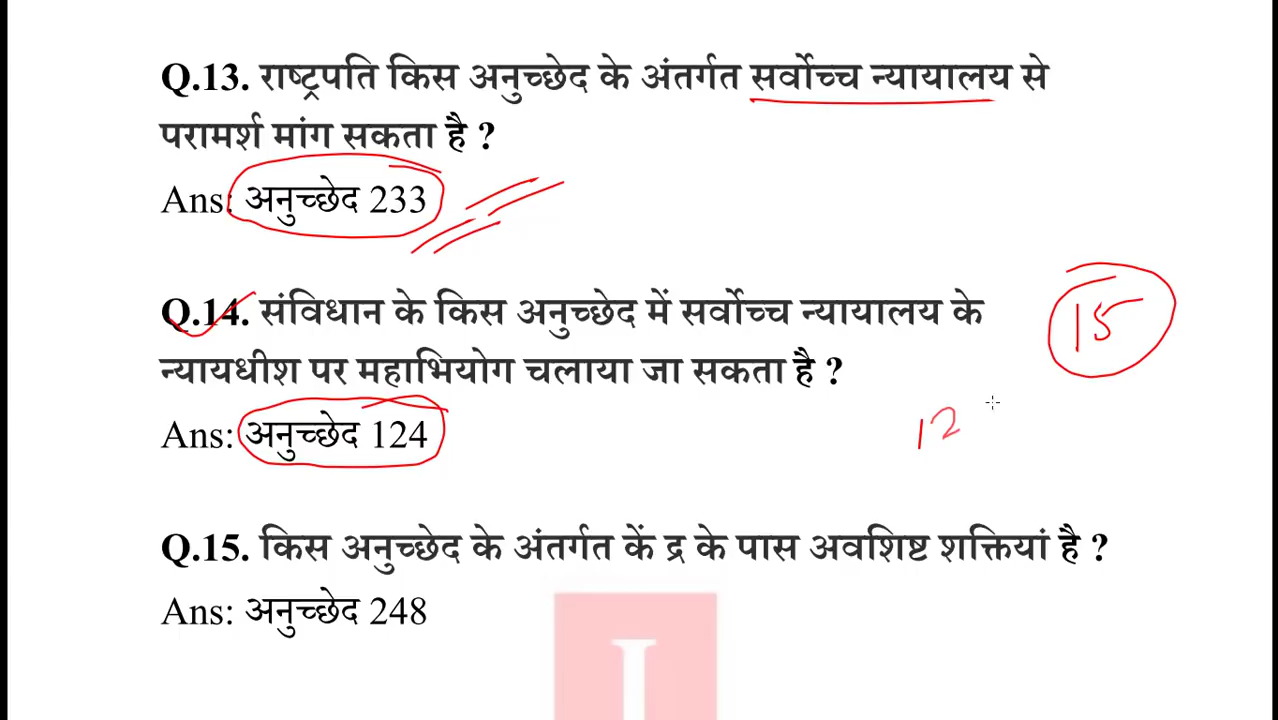 Q.13. राष्ट्रपति किस अनुच्छेद के अंतर्गत सर्वोच्च न्यायालय से
परामर्श मांग सकता है ?
Ans: अनुच्छेद 233
Q.14. संविधान के किस अनुच्छेद में सर्वोच्च न्यायालय के
15
न्यायधीश पर महाभियोग चलाया जा सकता है ?
Ans: अनुच्छेद 124
12
Q.15. किस अनुच्छेद के अंतर्गत कें द्र के पास अवशिष्ट शक्तियां है ?
Ans: अनुच्छेद 248